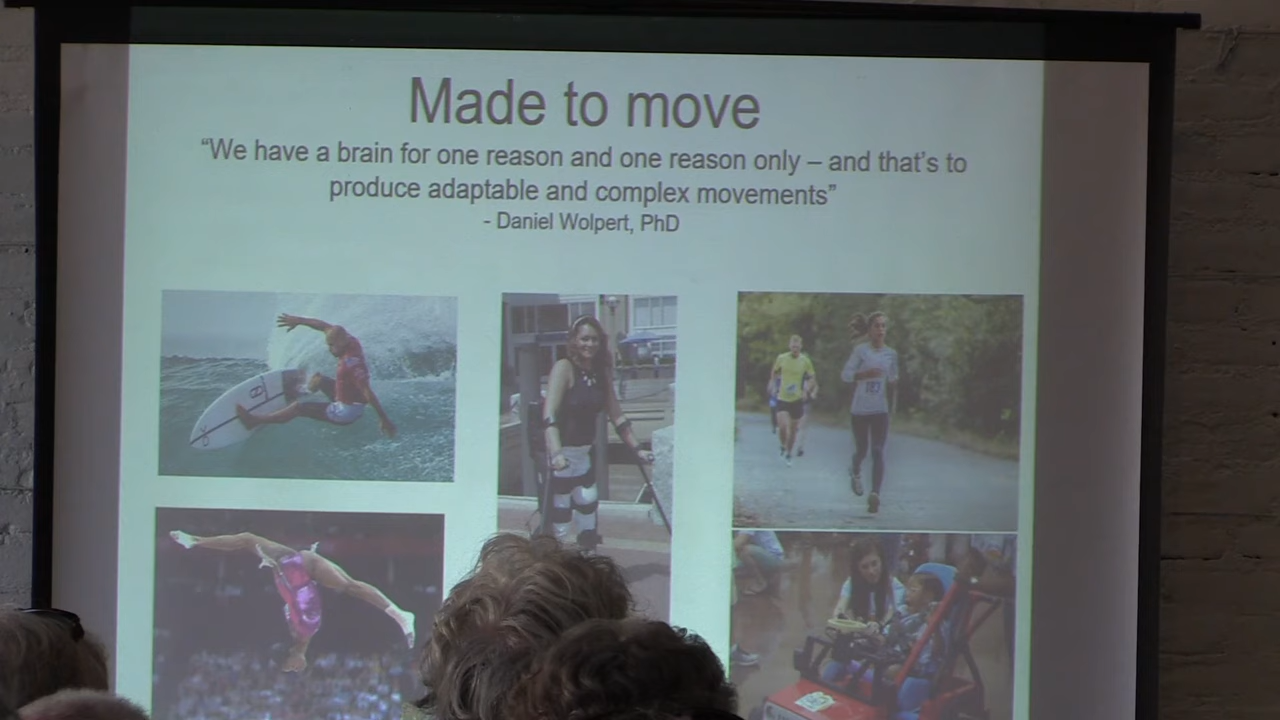 Made to move
“We have a brain for one reason and one reason only – and that’s to
produce adaptable and complex movements”
- Daniel Wolpert, PhD